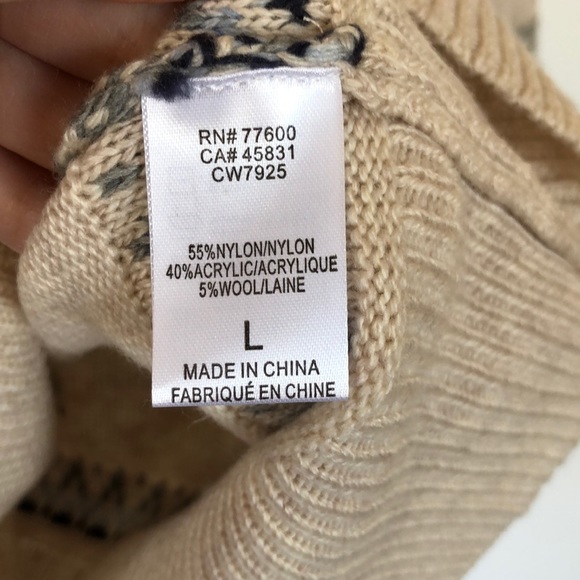 RN# 77600
CA# 45831
CW7925
55%NYLON/NYLON
40%ACRYLIC/ACRYLIQUE
5%WOOL/LAINE
L
MADE IN CHINA
FABRIQUÉ EN CHINE